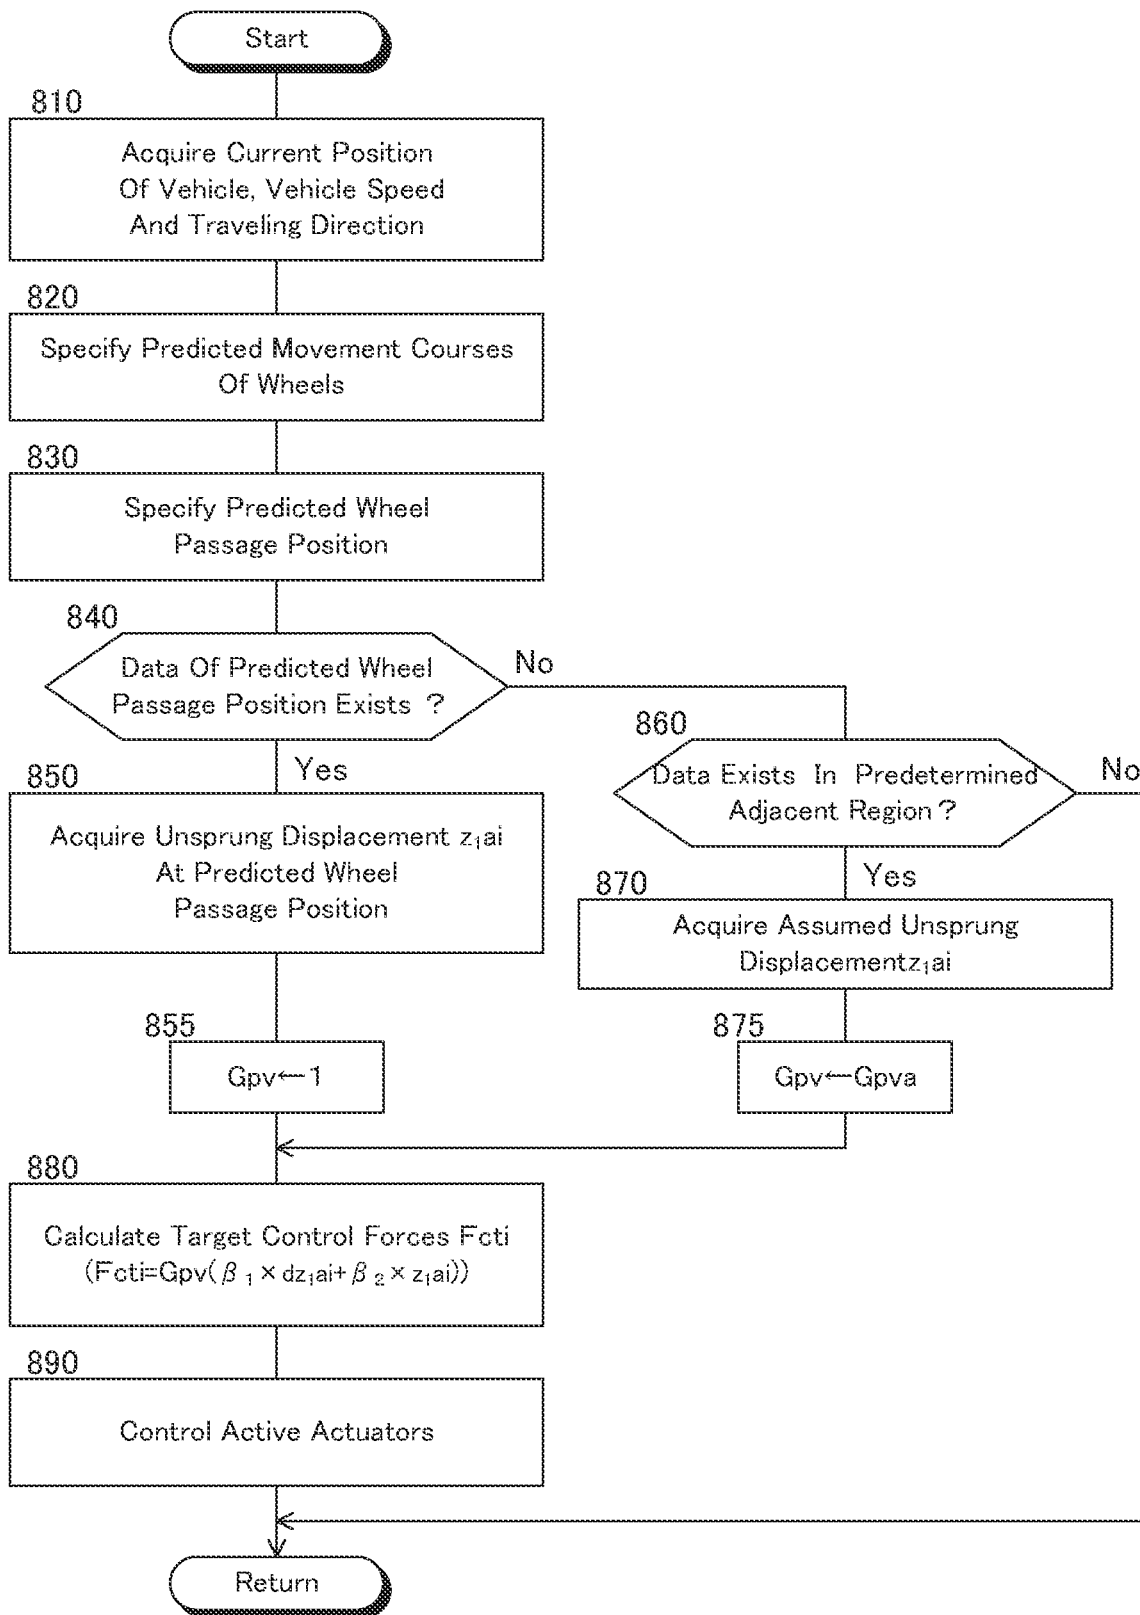 Start
810
Acquire Current Position
Of Vehicle, Vehicle Speed
And Traveling Direction
820
Specify Predicted Movement Courses
Of Wheels
830
Specify Predicted Wheel
Passage Position
840
Data Of Predicted Wheel
Passage Position Exists ?
No
Yes
860
Data Exists In Predetermined
Adjacent Region ?
No
Yes
850
Acquire Unsprung Displacement z₁ai
At Predicted Wheel
Passage Position
870
Acquire Assumed Unsprung
Displacementz₁ai
855
Gpv←1
875
Gpv←Gpva
880
Calculate Target Control Forces Fcti
(Fcti=Gpv(β₁×dz₁ai+β₂×z₁ai))
890
Control Active Actuators
Return